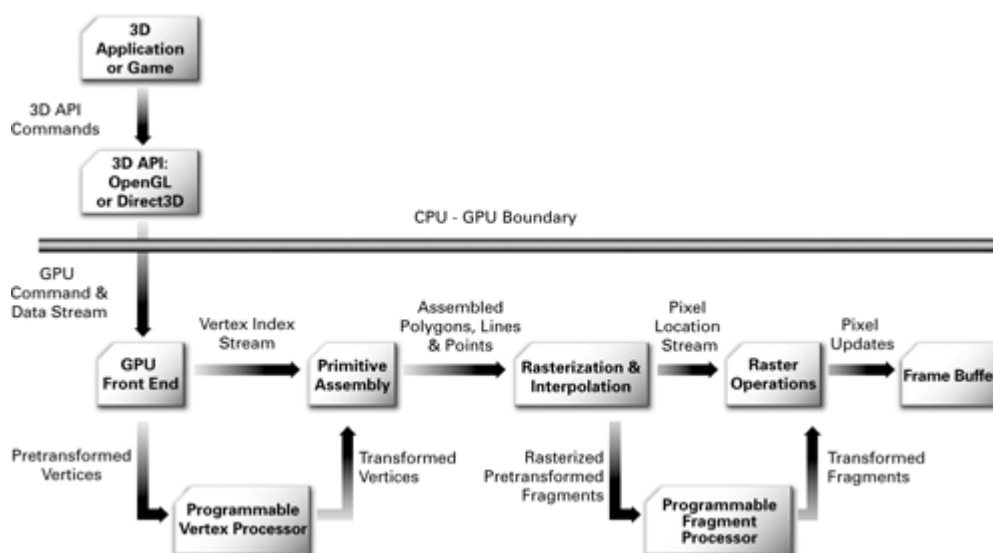 3D
Application
or Game
3D API
Commands
3D API:
OpenGL
or Direct3D
CPU - GPU Boundary
GPU
Command &
Data Stream
Vertex Index
Stream
Assembled
Polygons, Lines
& Points
Pixel
Location
Stream
Pixel
Updates
GPU
Front End
Primitive
Assembly
Rasterization &
Interpolation
Raster
Operations
Frame Buffe
Pretransformed
Vertices
Transformed
Vertices
Rasterized
Pretransformed
Fragments
Transformed
Fragments
Programmable
Vertex Processor
Programmable
Fragment
Processor